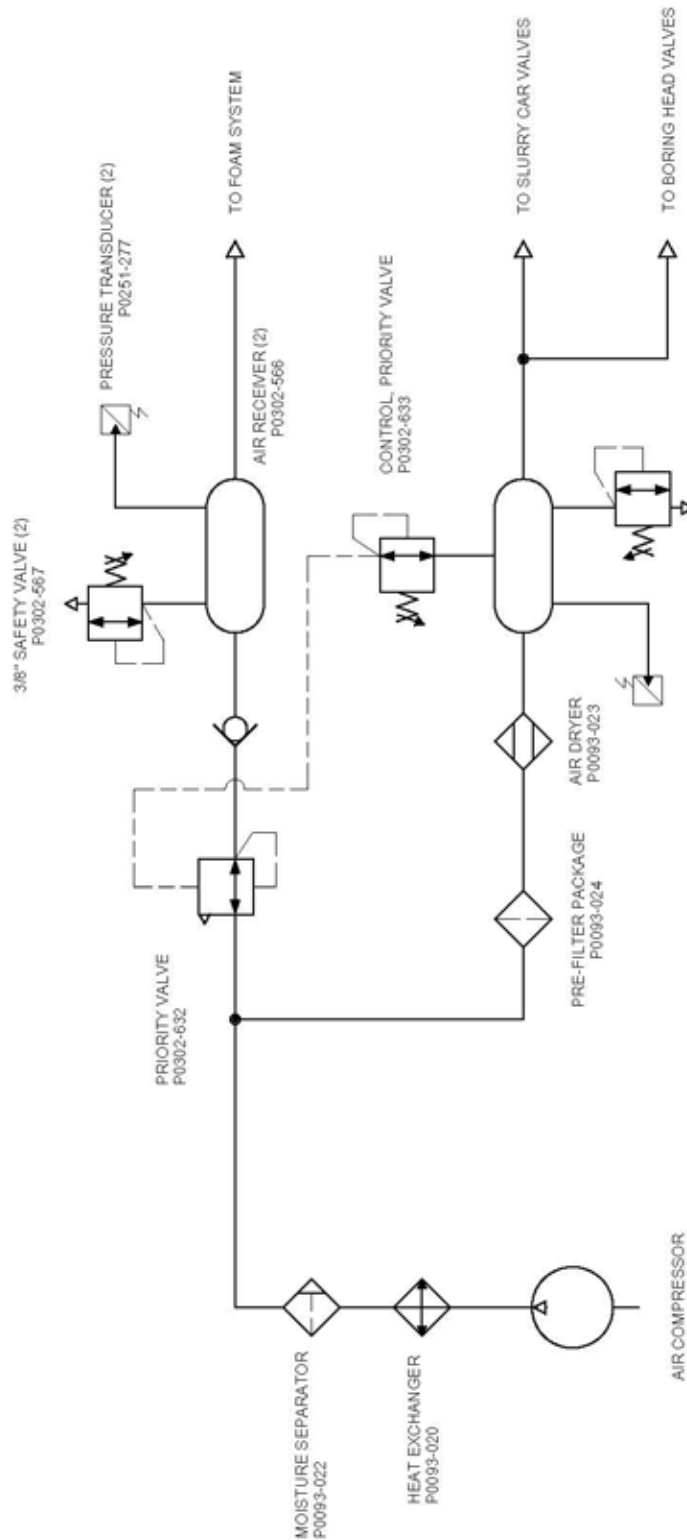 3/8" SAFETY VALVE (2)
P0302-567
PRESSURE TRANSDUCER (2)
P0251-277
TO FOAM SYSTEM
AIR RECEIVER (2)
P0302-566
PRIORITY VALVE
P0302-632
CONTROL, PRIORITY VALVE
P0302-633
TO SLURRY CAR VALVES
TO BORING HEAD VALVES
MOISTURE SEPARATOR
P0093-022
HEAT EXCHANGER
P0093-020
AIR COMPRESSOR
PRE-FILTER PACKAGE
P0093-024
AIR DRYER
P0093-023